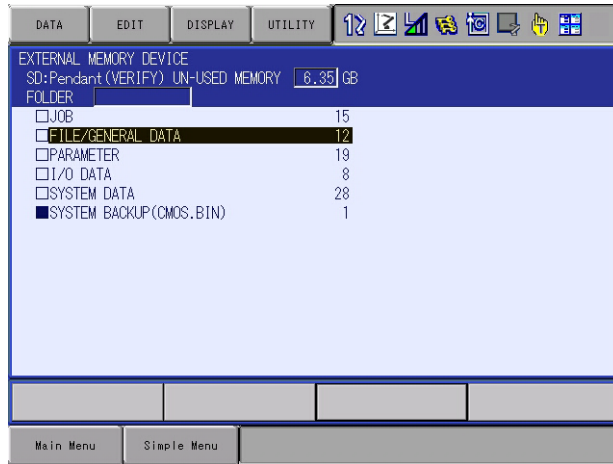 DATA EDIT DISPLAY UTILITY
EXTERNAL MEMORY DEVICE
SD:Pendant(VERIFY) UN-USED MEMORY 6.35 GB
FOLDER
JOB 15
FILE/GENERAL DATA 12
PARAMETER 19
I/O DATA 8
SYSTEM DATA 28
SYSTEM BACKUP(CMOS.BIN) 1
Main Menu Simple Menu